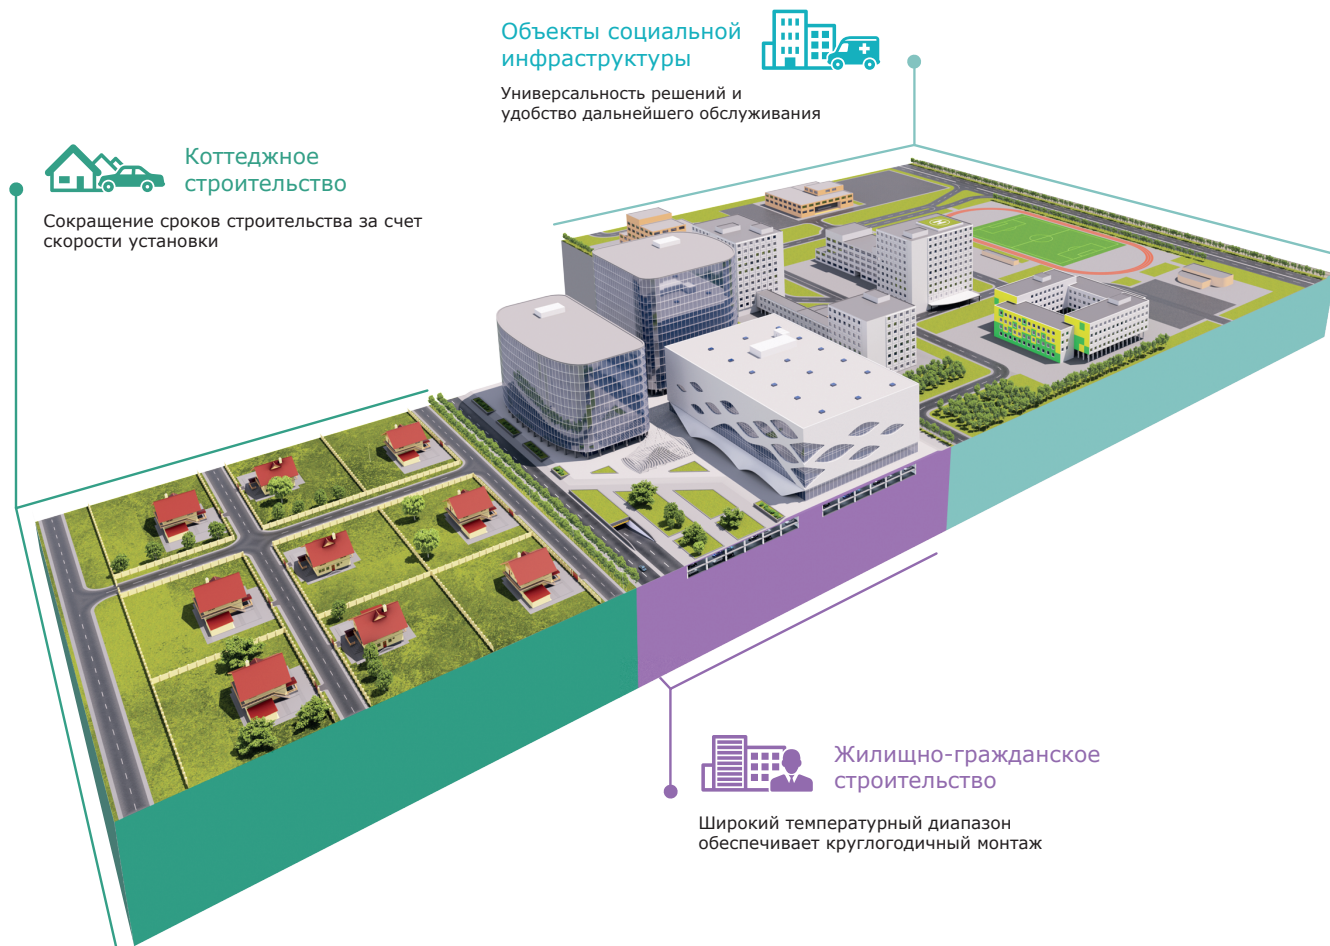 Объекты социальной
инфраструктуры
Универсальность решений и
удобство дальнейшего обслуживания
Коттеджное
строительство
Сокращение сроков строительства за счет
скорости установки
Жилищно-гражданское
строительство
Широкий температурный диапазон
обеспечивает круглогодичный монтаж